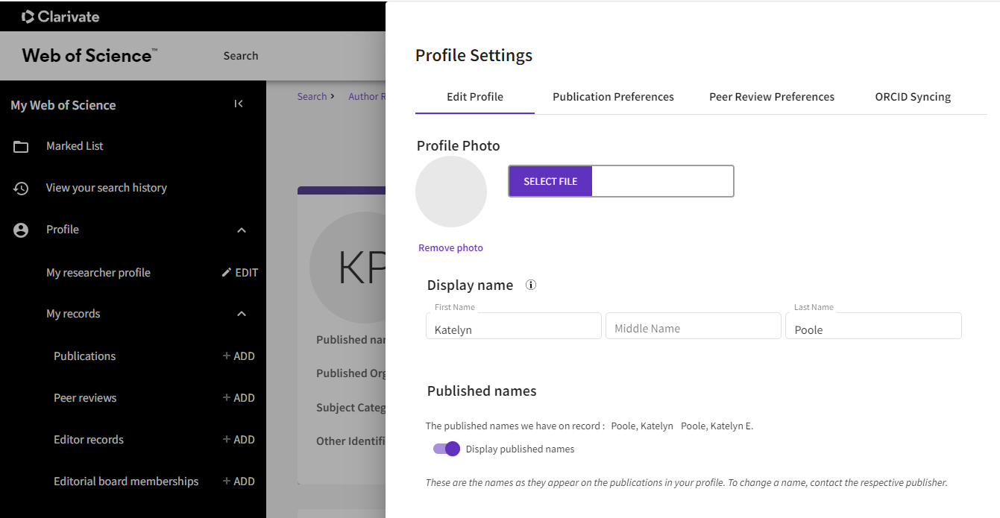 Clarivate
Web of Science™
Search
My Web of Science
Marked List
View your search history
Profile
My researcher profile
EDIT
My records
Publications
+ ADD
Peer reviews
+ ADD
Editor records
+ ADD
Editorial board memberships
+ ADD
Search > Author R
KP
Published nar
Published Org
Subject Categ
Other Identifi
Profile Settings
Edit Profile
Publication Preferences
Peer Review Preferences
ORCID Syncing
Profile Photo
SELECT FILE
Remove photo
Display name
First Name
Katelyn
Middle Name
Last Name
Poole
Published names
The published names we have on record : Poole, Katelyn Poole, Katelyn E.
Display published names
These are the names as they appear on the publications in your profile. To change a name, contact the respective publisher.